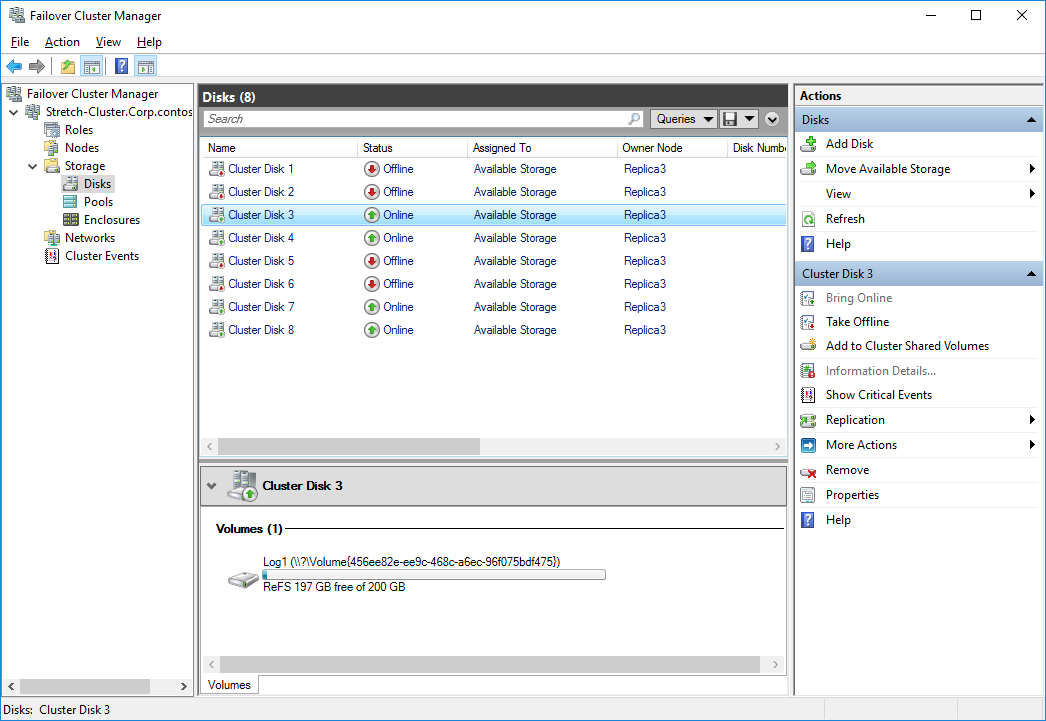 Failover Cluster Manager
File Action View Help
Failover Cluster Manager
Stretch-Cluster.Corp.contos
Roles
Nodes
Storage
Disks
Pools
Enclosures
Networks
Cluster Events
Disks (8)
Search
Queries
Name Status Assigned To Owner Node Disk Numbe
Cluster Disk 1 Offline Available Storage Replica3
Cluster Disk 2 Offline Available Storage Replica3
Cluster Disk 3 Online Available Storage Replica3
Cluster Disk 4 Online Available Storage Replica3
Cluster Disk 5 Offline Available Storage Replica3
Cluster Disk 6 Offline Available Storage Replica3
Cluster Disk 7 Online Available Storage Replica3
Cluster Disk 8 Online Available Storage Replica3
Cluster Disk 3
Volumes (1)
Log1 (\\?\Volume{456ee82e-ee9c-468c-a6ec-96f075bdf475})
ReFS 197 GB free of 200 GB
Volumes
Actions
Disks
Add Disk
Move Available Storage
View
Refresh
Help
Cluster Disk 3
Bring Online
Take Offline
Add to Cluster Shared Volumes
Information Details...
Show Critical Events
Replication
More Actions
Remove
Properties
Help
Disks: Cluster Disk 3